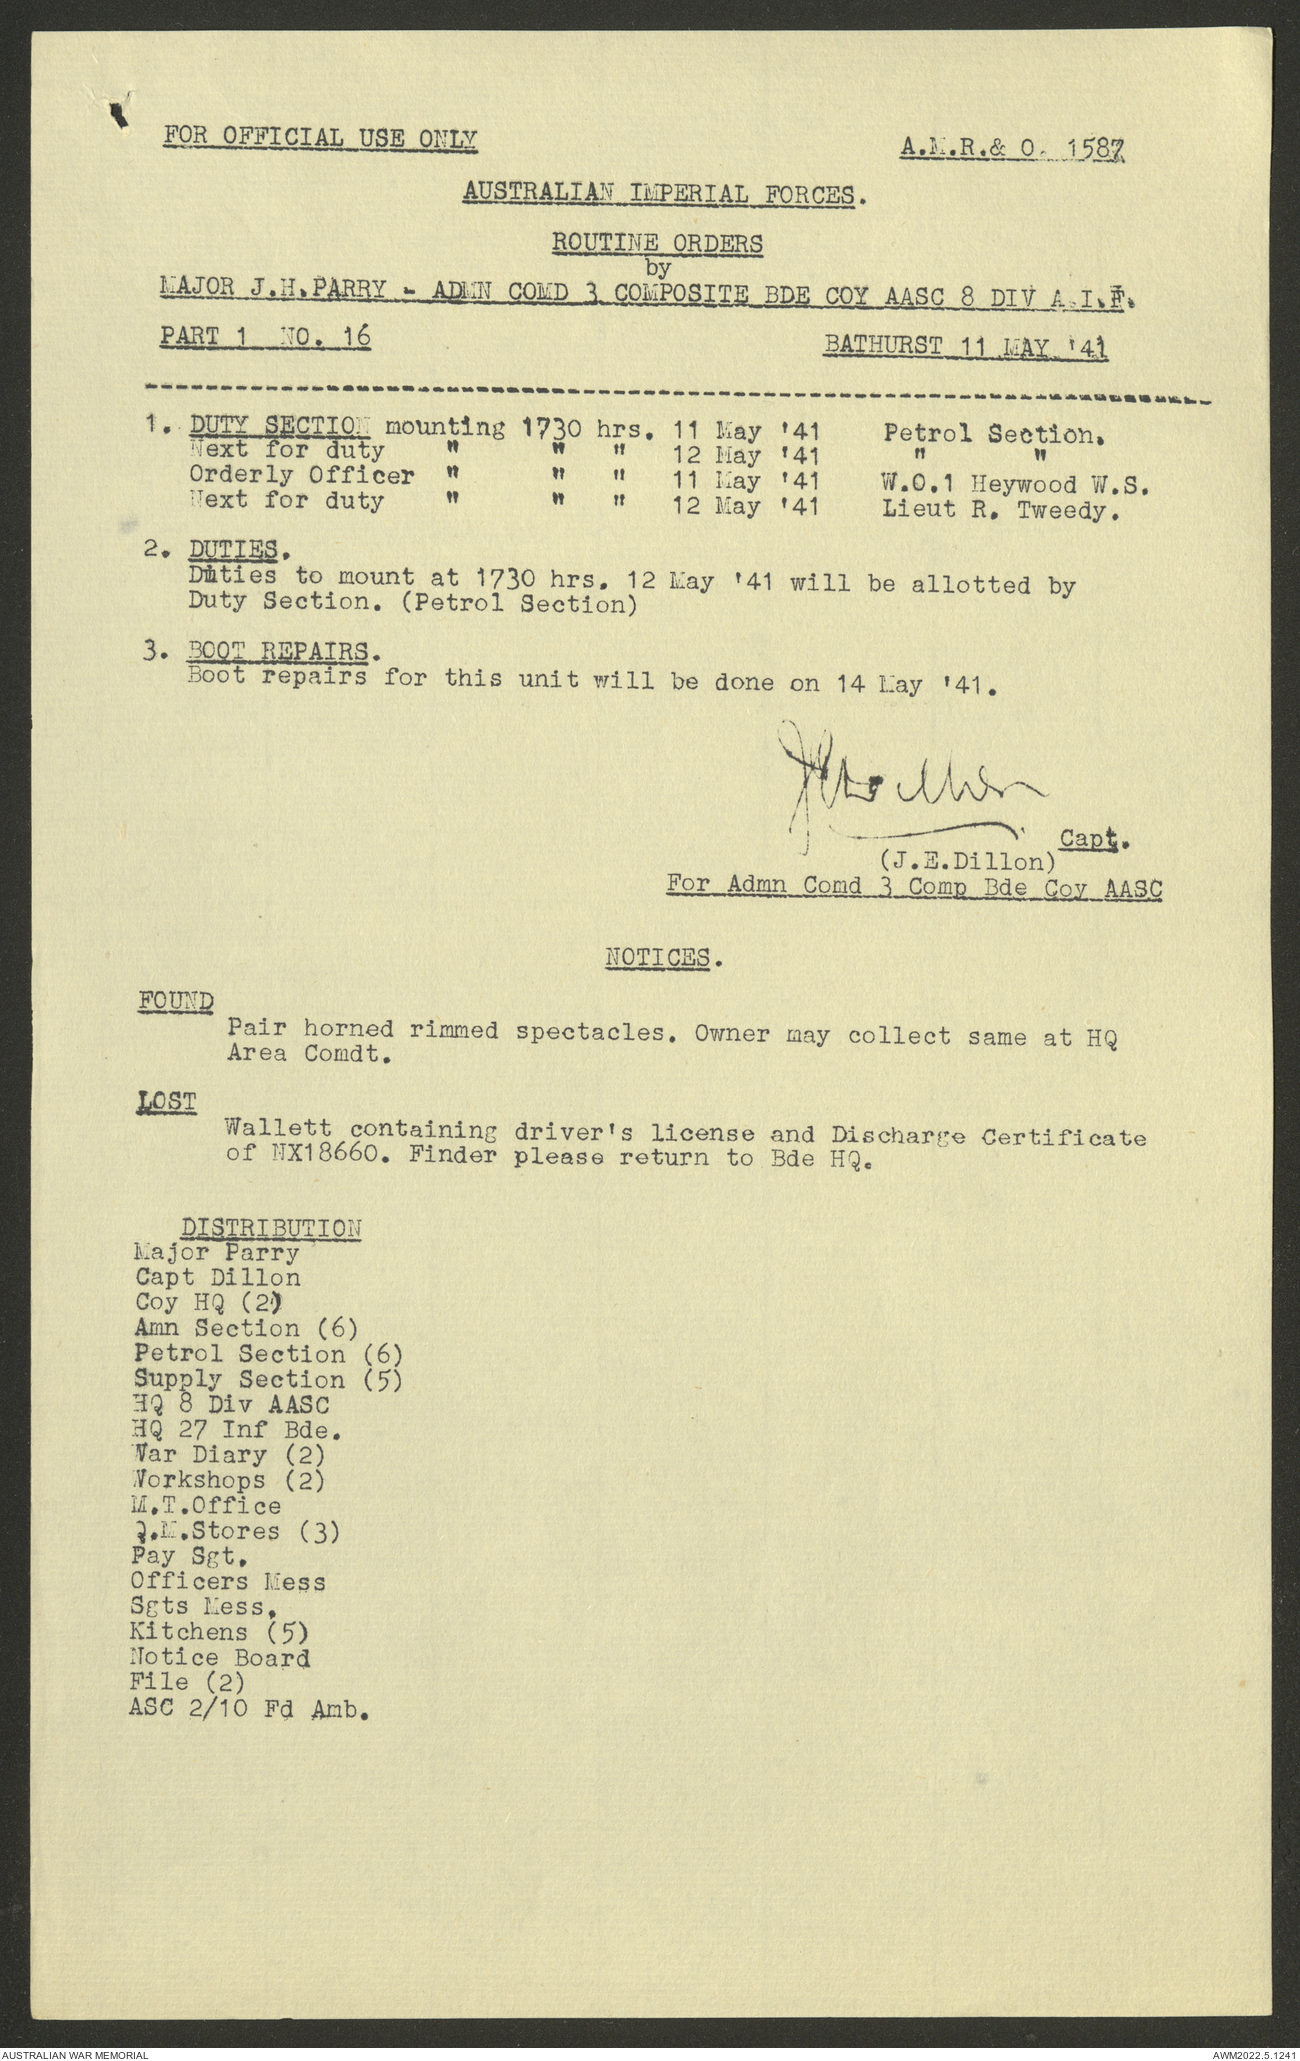 FOR OFFICIAL USE ONLY
A.M.R.& O. 1587
AUSTRALIAN IMPERIAL FORCES.
ROUTINE ORDERS
by
MAJOR J.H.PARRY - ADMN COMD 3 COMPOSITE BDE COY AASC 8 DIV A.I.F.
PART 1 NO. 16 BATHURST 11 MAY '41
1. DUTY SECTION mounting 1730 hrs. 11 May '41 Petrol Section.
Next for duty " " " 12 May '41 " "
Orderly Officer " " " 11 May '41 W.O.1 Heywood W.S.
Next for duty " " " 12 May '41 Lieut R. Tweedy.
2. DUTIES.
Duties to mount at 1730 hrs. 12 May '41 will be allotted by
Duty Section. (Petrol Section)
3. BOOT REPAIRS.
Boot repairs for this unit will be done on 14 May '41.
Capt.
(J.E.Dillon)
For Admn Comd 3 Comp Bde Coy AASC
NOTICES.
FOUND
Pair horned rimmed spectacles. Owner may collect same at HQ
Area Comdt.
LOST
Wallett containing driver's license and Discharge Certificate
of NX18660. Finder please return to Bde HQ.
DISTRIBUTION
Major Parry
Capt Dillon
Coy HQ (2)
Amn Section (6)
Petrol Section (6)
Supply Section (5)
HQ 8 Div AASC
HQ 27 Inf Bde.
War Diary (2)
Workshops (2)
M.T.Office
Q.M.Stores (3)
Pay Sgt.
Officers Mess
Sgts Mess.
Kitchens (5)
Notice Board
File (2)
ASC 2/10 Fd Amb.
AUSTRALIAN WAR MEMORIAL
AWM2022.5.1241